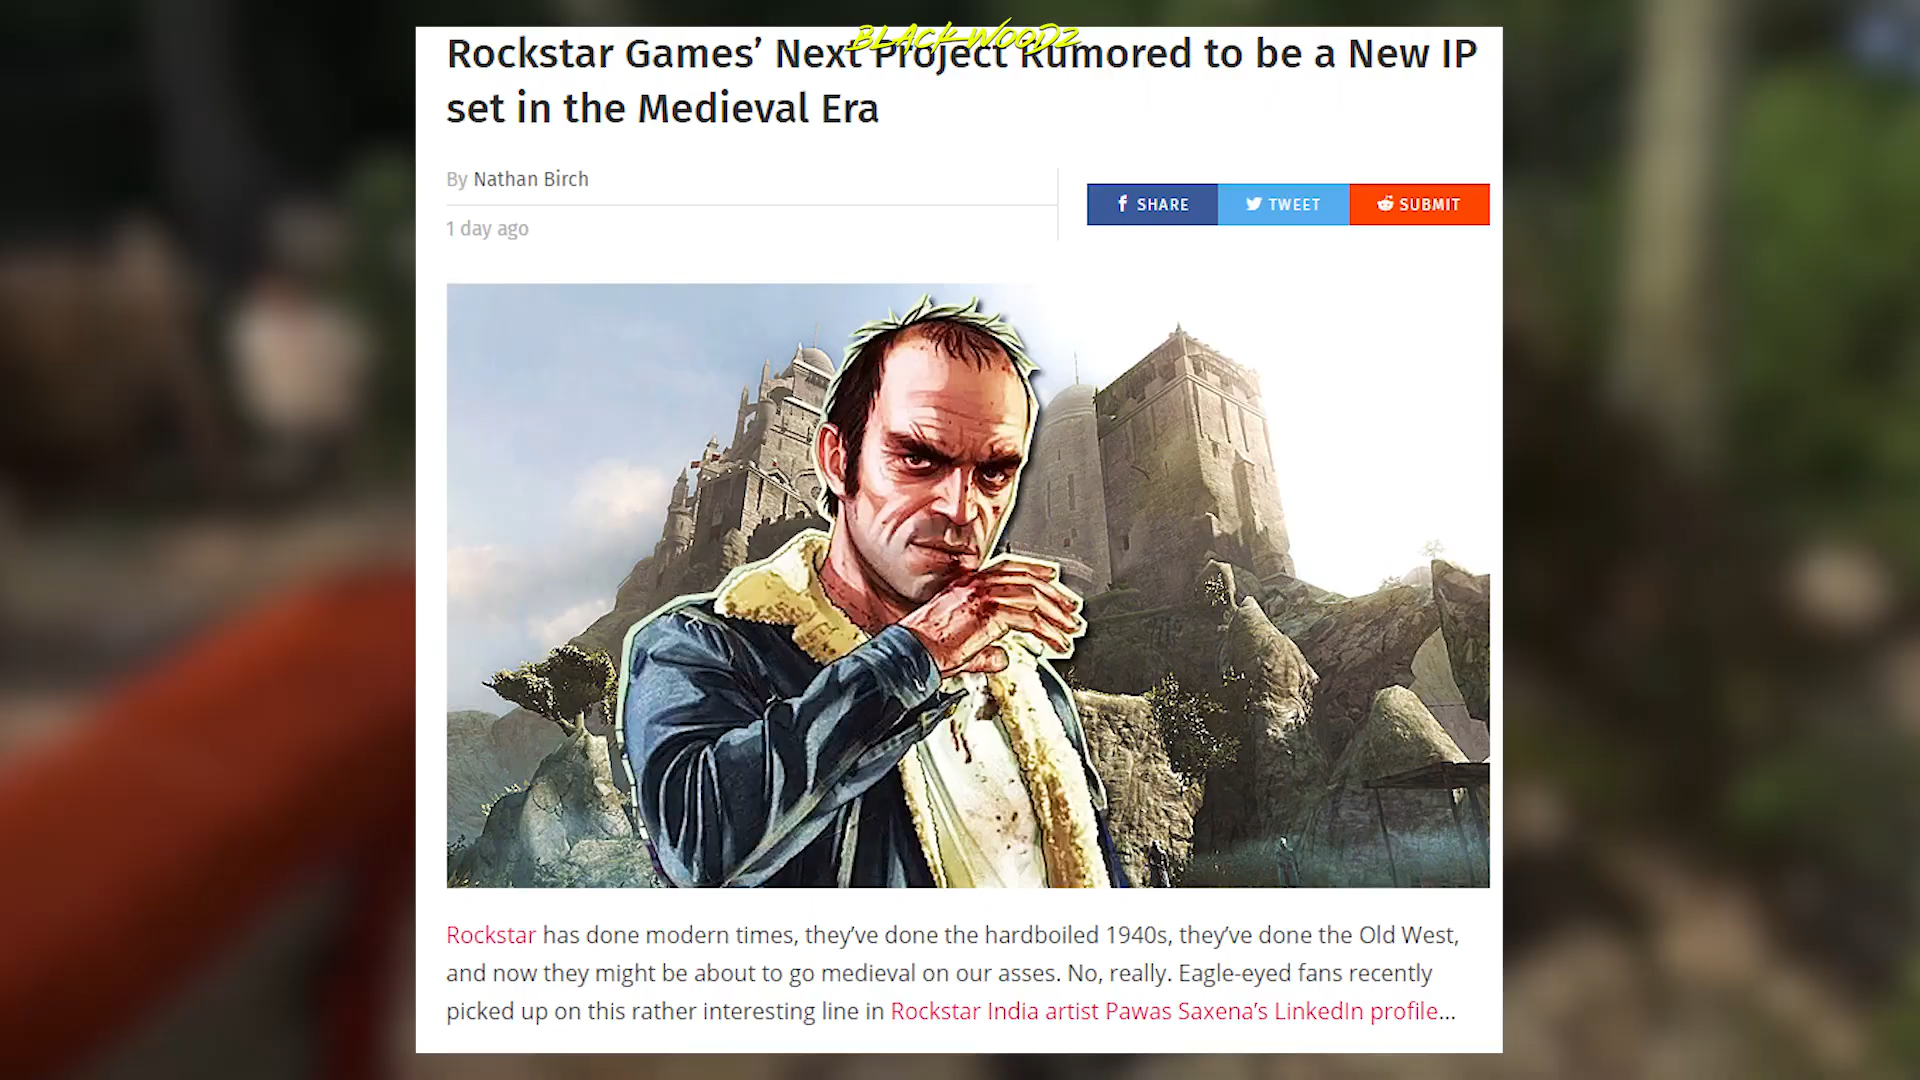 BLACKWOODZ
Rockstar Games’ Next Project Rumored to be a New IP
set in the Medieval Era
By Nathan Birch
1 day ago
SHARE
TWEET
SUBMIT
Rockstar has done modern times, they’ve done the hardboiled 1940s, they’ve done the Old West,
and now they might be about to go medieval on our asses. No, really. Eagle-eyed fans recently
picked up on this rather interesting line in Rockstar India artist Pawas Saxena’s LinkedIn profile...